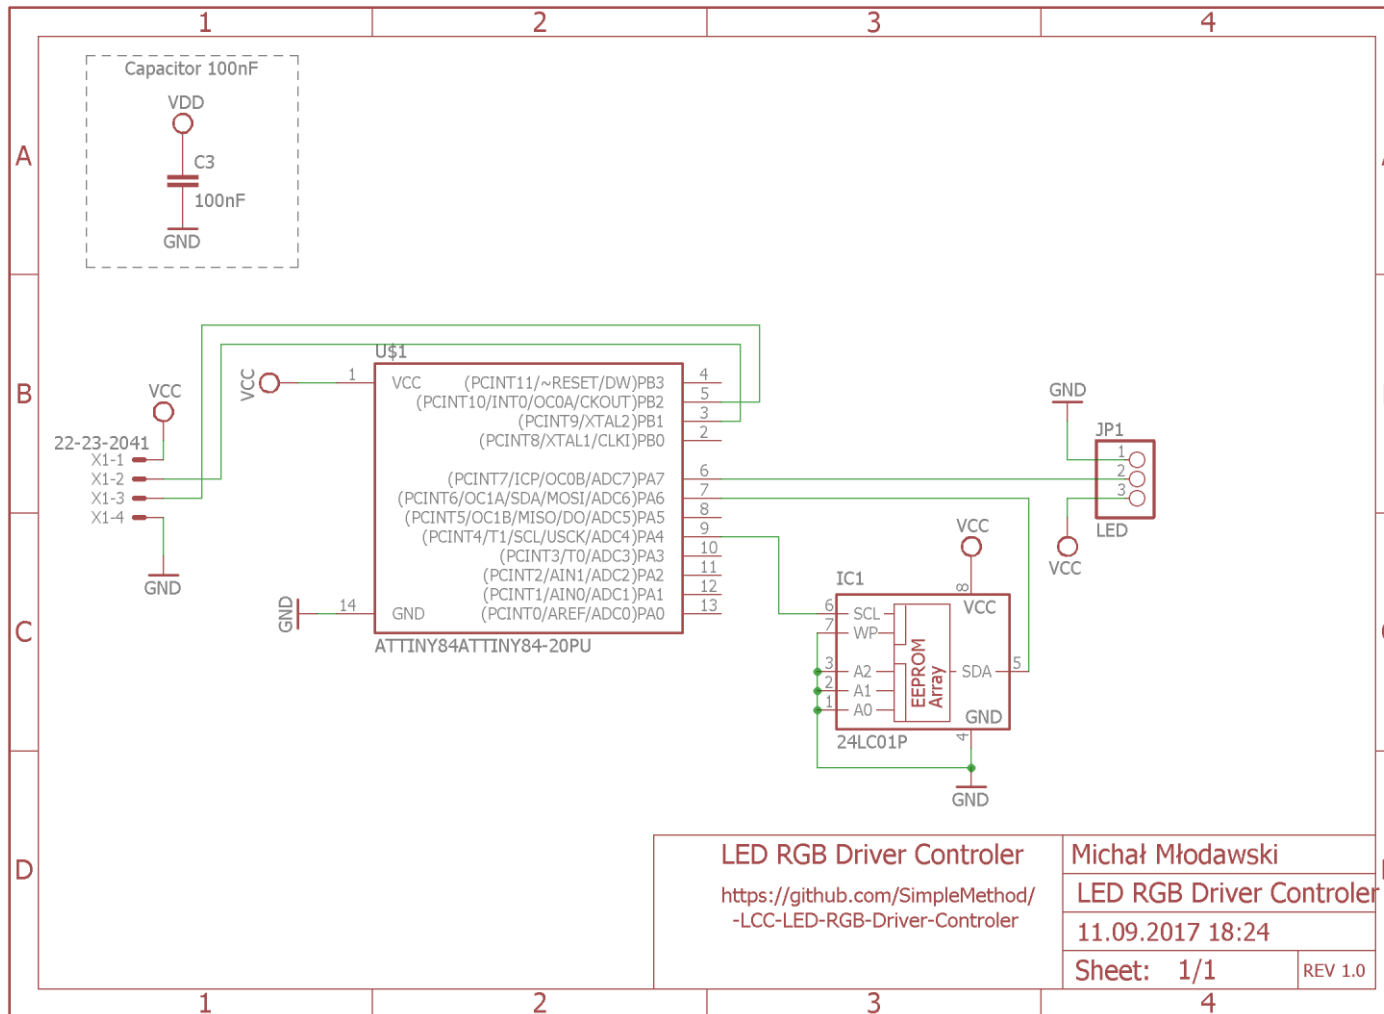 1 2 3 4
A
B
C
D
Capacitor 100nF
VDD
C3
100nF
GND
VCC
22-23-2041
X1-1
X1-2
X1-3
X1-4
GND
VCC
GND
U$1
1 VCC
14 GND
(PCINT11/~RESET/DW)PB3 4
(PCINT10/INT0/OC0A/CKOUT)PB2 5
(PCINT9/XTAL2)PB1 3
(PCINT8/XTAL1/CLKI)PB0 2
(PCINT7/ICP/OC0B/ADC7)PA7 6
(PCINT6/OC1A/SDA/MOSI/ADC6)PA6 7
(PCINT5/OC1B/MISO/DO/ADC5)PA5 8
(PCINT4/T1/SCL/USCK/ADC4)PA4 9
(PCINT3/T0/ADC3)PA3 10
(PCINT2/AIN1/ADC2)PA2 11
(PCINT1/AIN0/ADC1)PA1 12
(PCINT0/AREF/ADC0)PA0 13
ATTINY84ATTINY84-20PU
GND
JP1
1
2
3
LED
VCC
VCC
IC1
8
VCC
6 SCL
7 WP
3 A2
2 A1
1 A0
EEPROM
Array
SDA 5
GND
4
24LC01P
GND
LED RGB Driver Controler
https://github.com/SimpleMethod/
-LCC-LED-RGB-Driver-Controler
Michał Młodawski
LED RGB Driver Controler
11.09.2017 18:24
Sheet: 1/1
REV 1.0
1 2 3 4